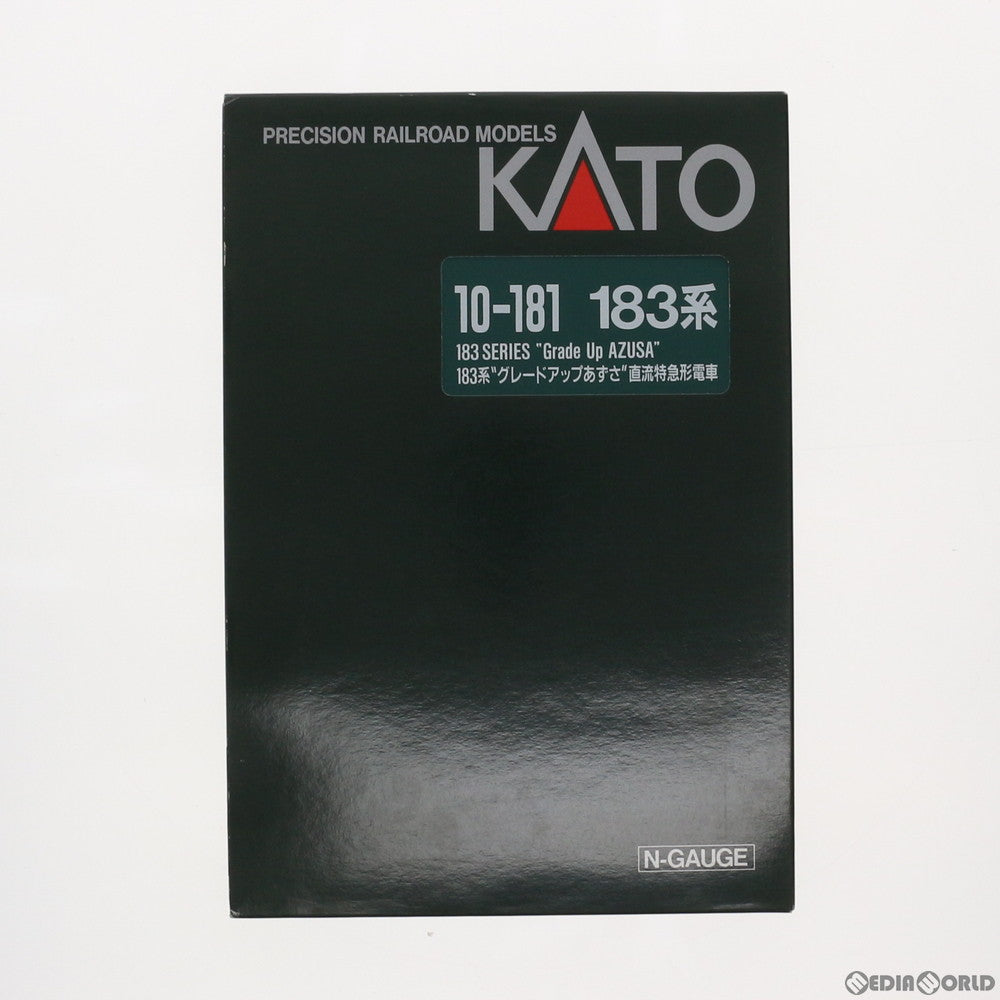 PRECISION RAILROAD MODELS
KATO
10-181 183系
183 SERIES "Grade Up AZUSA"
183系"グレードアップあずさ"直流特急形電車
N-GAUGE
MEDIAWORLD